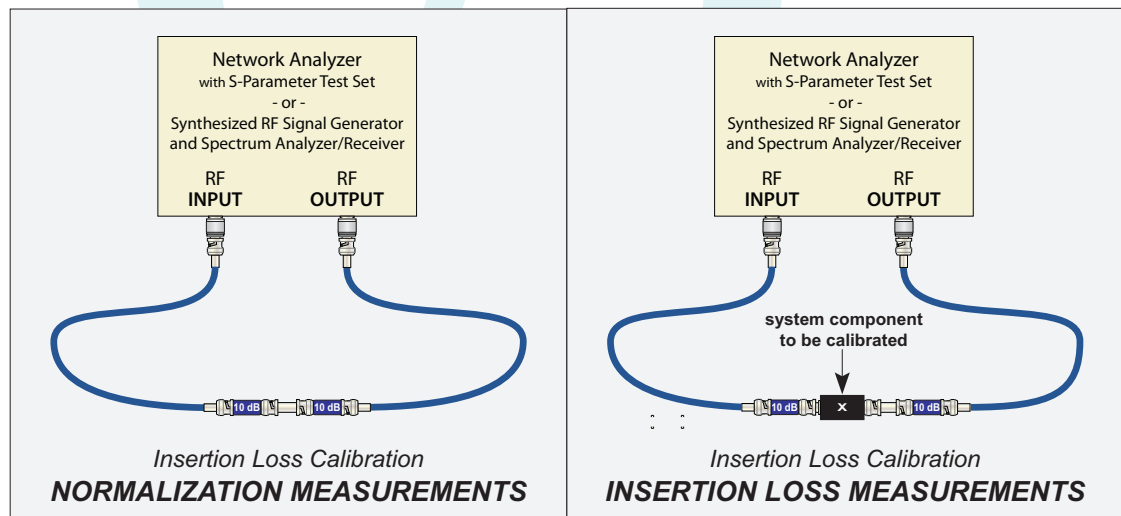 Network Analyzer
with S-Parameter Test Set
- or -
Synthesized RF Signal Generator
and Spectrum Analyzer/Receiver
RF
INPUT
RF
OUTPUT
10 dB
10 dB
Insertion Loss Calibration
NORMALIZATION MEASUREMENTS
Network Analyzer
with S-Parameter Test Set
- or -
Synthesized RF Signal Generator
and Spectrum Analyzer/Receiver
RF
INPUT
RF
OUTPUT
system component
to be calibrated
10 dB
x
10 dB
Insertion Loss Calibration
INSERTION LOSS MEASUREMENTS